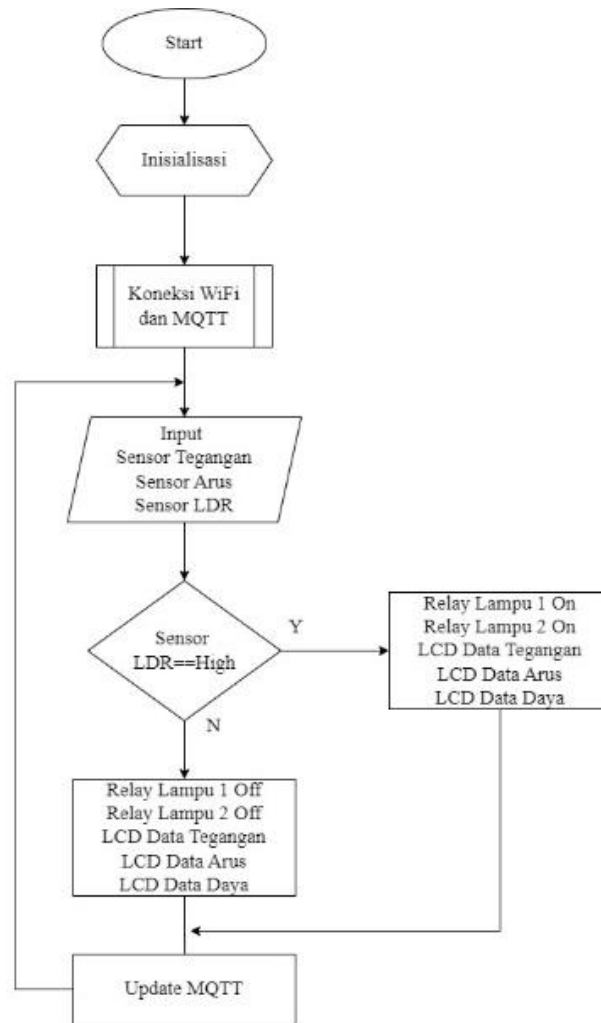 Start
Inisialisasi
Koneksi WiFi
dan MQTT
Input
Sensor Tegangan
Sensor Arus
Sensor LDR
Sensor
LDR==High
Y
Relay Lampu 1 On
Relay Lampu 2 On
LCD Data Tegangan
LCD Data Arus
LCD Data Daya
N
Relay Lampu 1 Off
Relay Lampu 2 Off
LCD Data Tegangan
LCD Data Arus
LCD Data Daya
Update MQTT